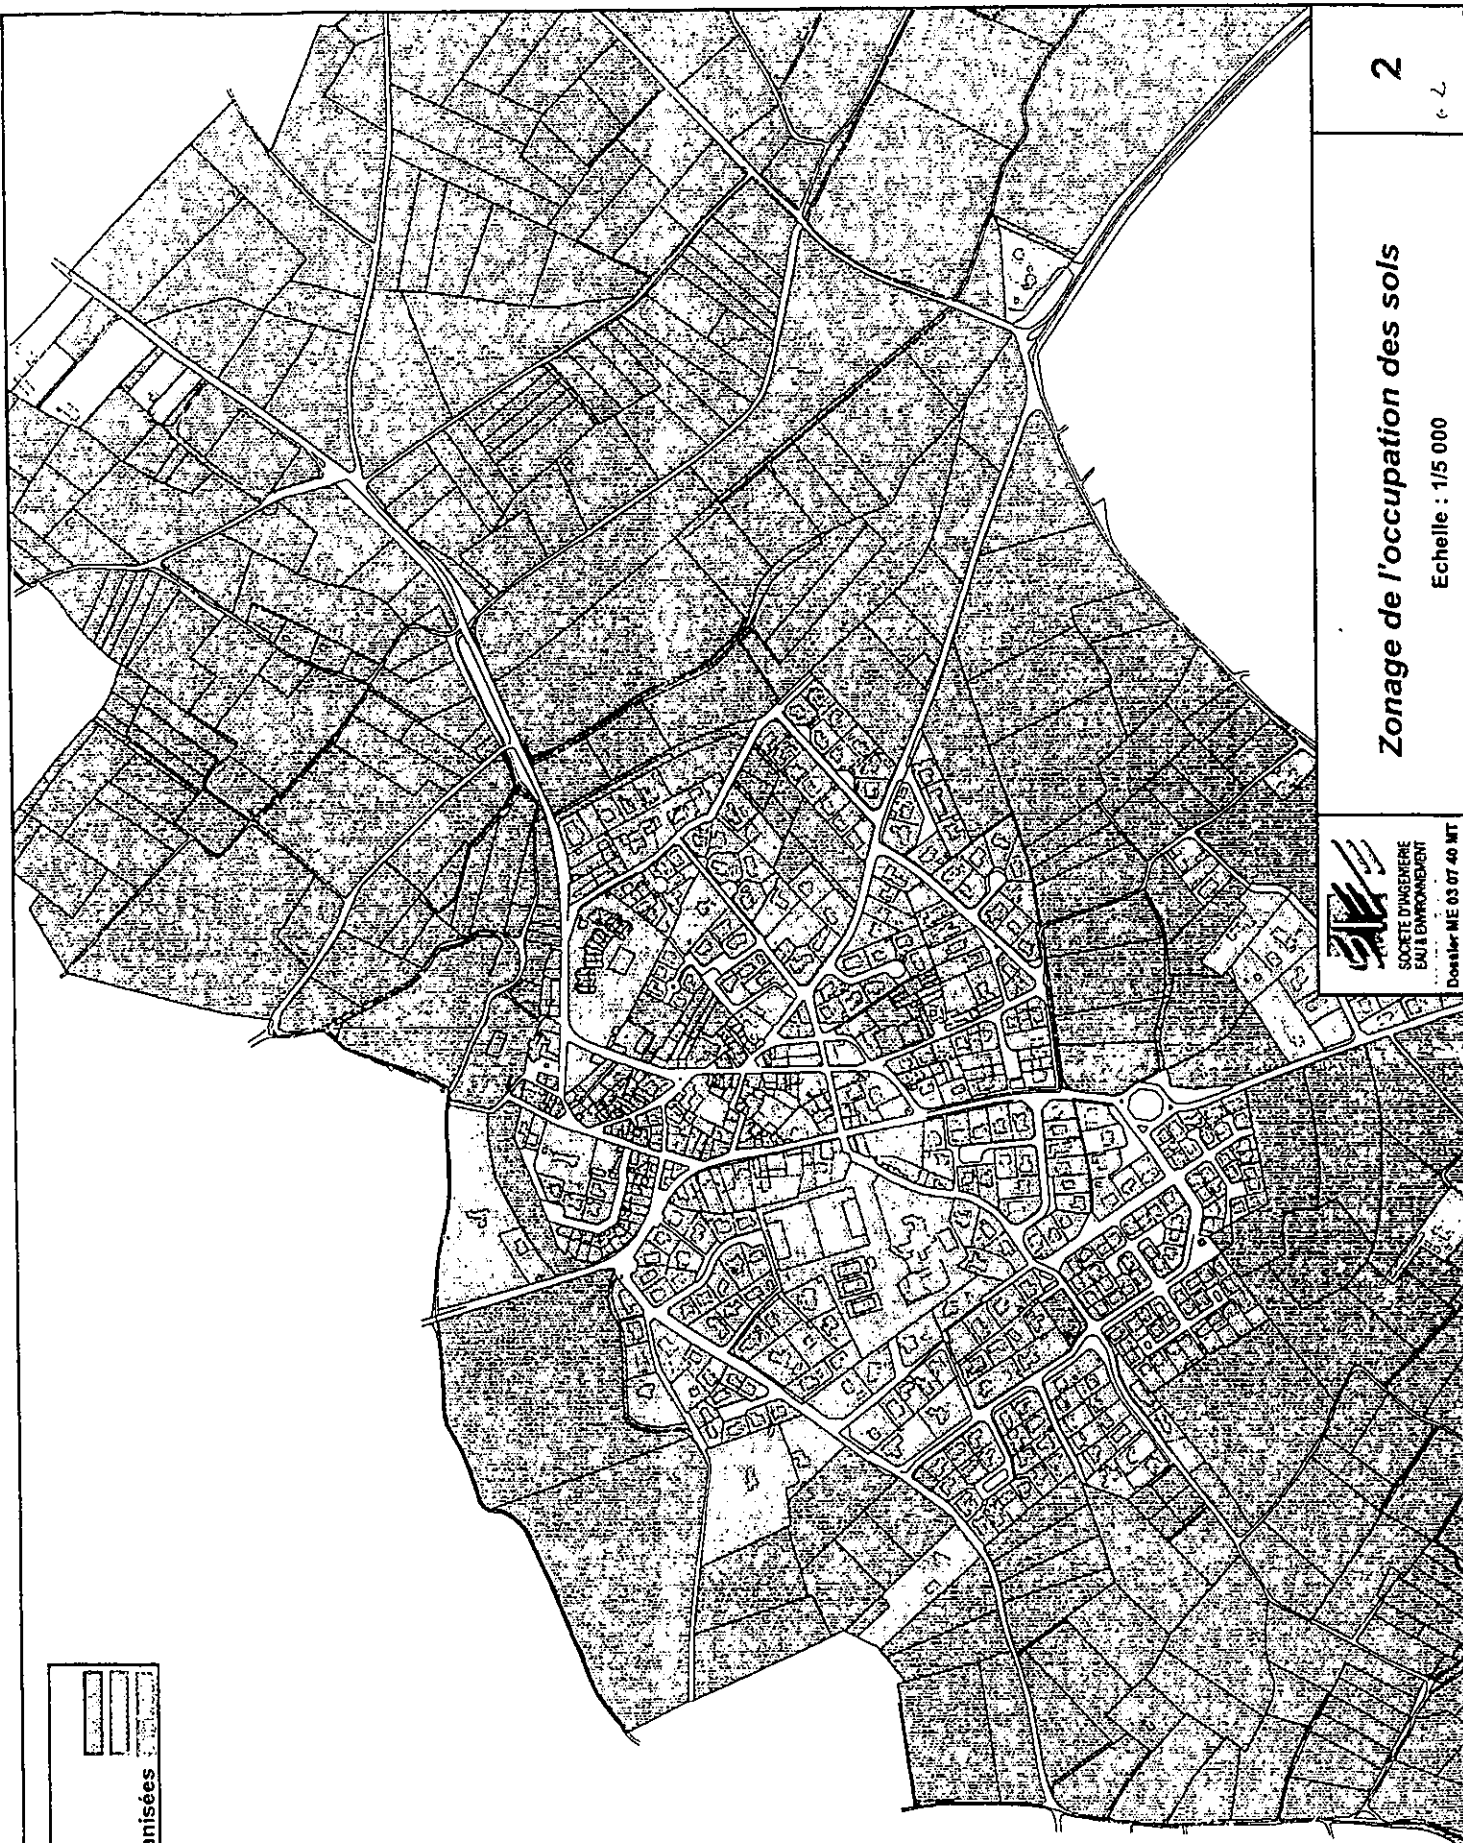 2
Zonage de l'occupation des sols
Echelle : 1/5 000
SOCIETE D'INGENIERIE
EAU & ENVIRONNEMENT
Dossier ME 03 07 40 MT
anisées